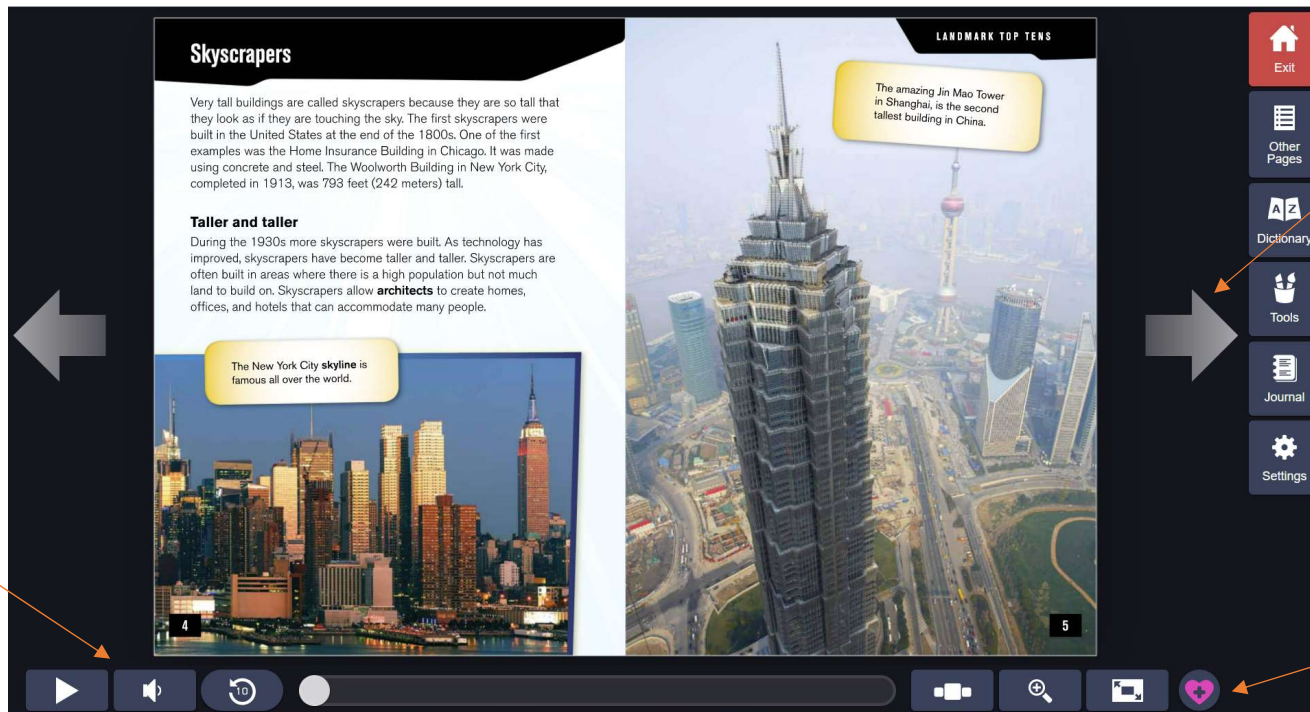 Skyscrapers
Very tall buildings are called skyscrapers because they are so tall that
they look as if they are touching the sky. The first skyscrapers were
built in the United States at the end of the 1800s. One of the first
examples was the Home Insurance Building in Chicago. It was made
using concrete and steel. The Woolworth Building in New York City,
completed in 1913, was 793 feet (242 meters) tall.
Taller and taller
During the 1930s more skyscrapers were built. As technology has
improved, skyscrapers have become taller and taller. Skyscrapers are
often built in areas where there is a high population but not much
land to build on. Skyscrapers allow architects to create homes,
offices, and hotels that can accommodate many people.
The New York City skyline is
famous all over the world.
4
LANDMARK TOP TENS
The amazing Jin Mao Tower
in Shanghai, is the second
tallest building in China.
5
Exit
Other
Pages
A Z
Dictionary
Tools
Journal
Settings
10